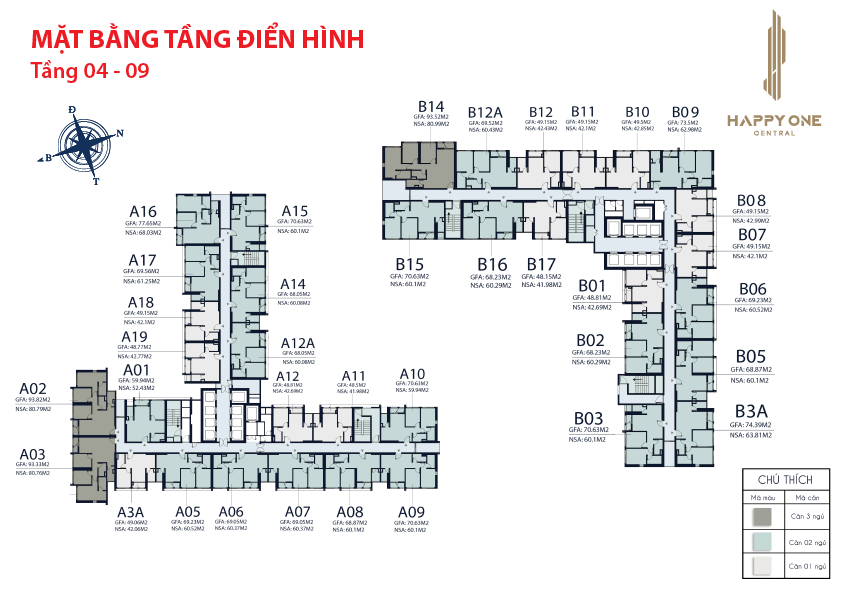 MẶT BẰNG TẦNG ĐIỂN HÌNH
Tầng 04 - 09
HAPPY ONE
CENTRAL
Đ
N
B
T
B14
GFA: 93.52M2
NSA: 80.99M2
B12A
GFA: 69.52M2
NSA: 60.43M2
B12
GFA: 49.15M2
NSA: 42.43M2
B11
GFA: 49.15M2
NSA: 42.1M2
B10
GFA: 49.5M2
NSA: 42.85M2
B09
GFA: 73.5M2
NSA: 62.98M2
B08
GFA: 49.15M2
NSA: 42.99M2
B07
GFA: 49.15M2
NSA: 42.1M2
B15
GFA: 70.63M2
NSA: 60.1M2
B16
GFA: 68.23M2
NSA: 60.29M2
B17
GFA: 48.15M2
NSA: 41.98M2
B01
GFA: 48.81M2
NSA: 42.69M2
B06
GFA: 69.23M2
NSA: 60.52M2
B02
GFA: 68.23M2
NSA: 60.29M2
B05
GFA: 68.87M2
NSA: 60.1M2
B03
GFA: 70.63M2
NSA: 60.1M2
B3A
GFA: 74.39M2
NSA: 63.81M2
A16
GFA: 77.65M2
NSA: 68.03M2
A15
GFA: 70.63M2
NSA: 60.1M2
A17
GFA: 69.56M2
NSA: 61.25M2
A14
GFA: 68.05M2
NSA: 60.08M2
A18
GFA: 49.15M2
NSA: 42.1M2
A19
GFA: 48.77M2
NSA: 42.77M2
A12A
GFA: 68.05M2
NSA: 60.08M2
A01
GFA: 59.94M2
NSA: 52.43M2
A12
GFA: 48.81M2
NSA: 42.69M2
A11
GFA: 48.5M2
NSA: 41.98M2
A10
GFA: 70.63M2
NSA: 59.94M2
A02
GFA: 93.82M2
NSA: 80.79M2
A03
GFA: 93.33M2
NSA: 80.76M2
A3A
GFA: 49.06M2
NSA: 42.06M2
A05
GFA: 69.23M2
NSA: 60.52M2
A06
GFA: 69.05M2
NSA: 60.37M2
A07
GFA: 69.05M2
NSA: 60.37M2
A08
GFA: 68.87M2
NSA: 60.1M2
A09
GFA: 70.63M2
NSA: 60.1M2
CHÚ THÍCH
Mã màu Mã căn
Căn 3 ngủ
Căn 02 ngủ
Căn 01 ngủ